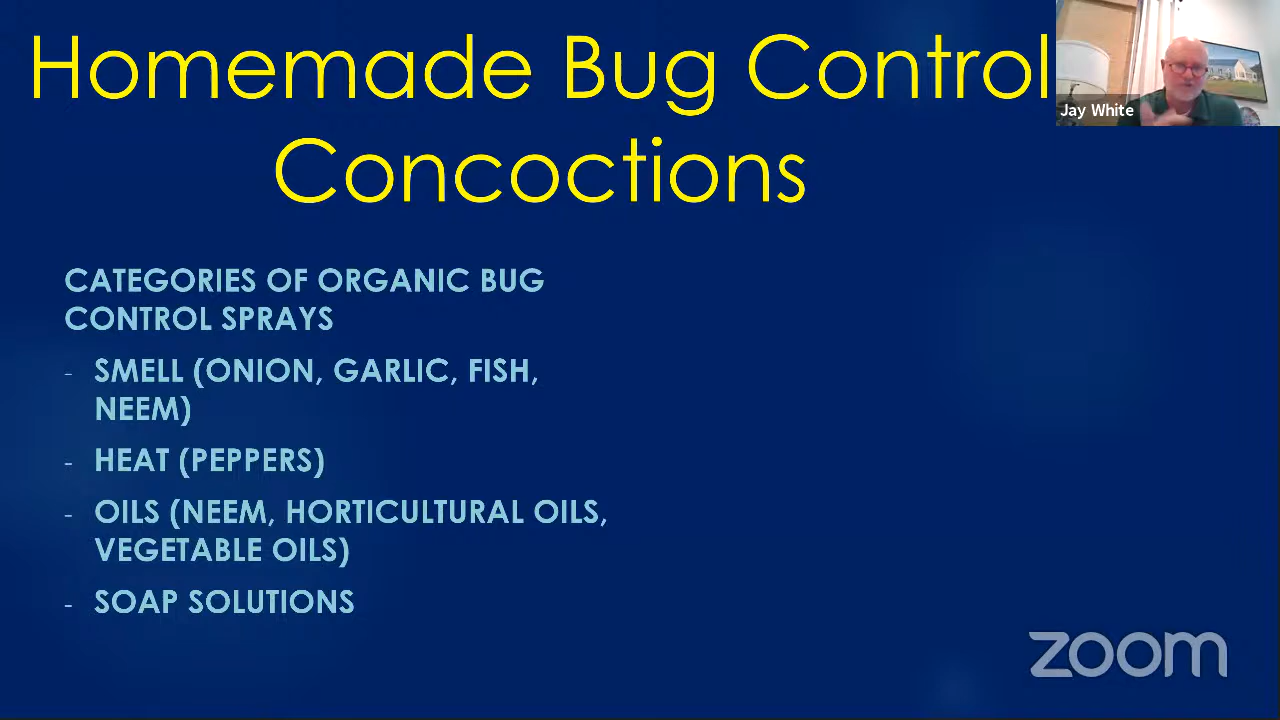 Homemade Bug Control
Concoctions
Jay White
CATEGORIES OF ORGANIC BUG
CONTROL SPRAYS
- SMELL (ONION, GARLIC, FISH,
NEEM)
- HEAT (PEPPERS)
- OILS (NEEM, HORTICULTURAL OILS,
VEGETABLE OILS)
- SOAP SOLUTIONS
zoom